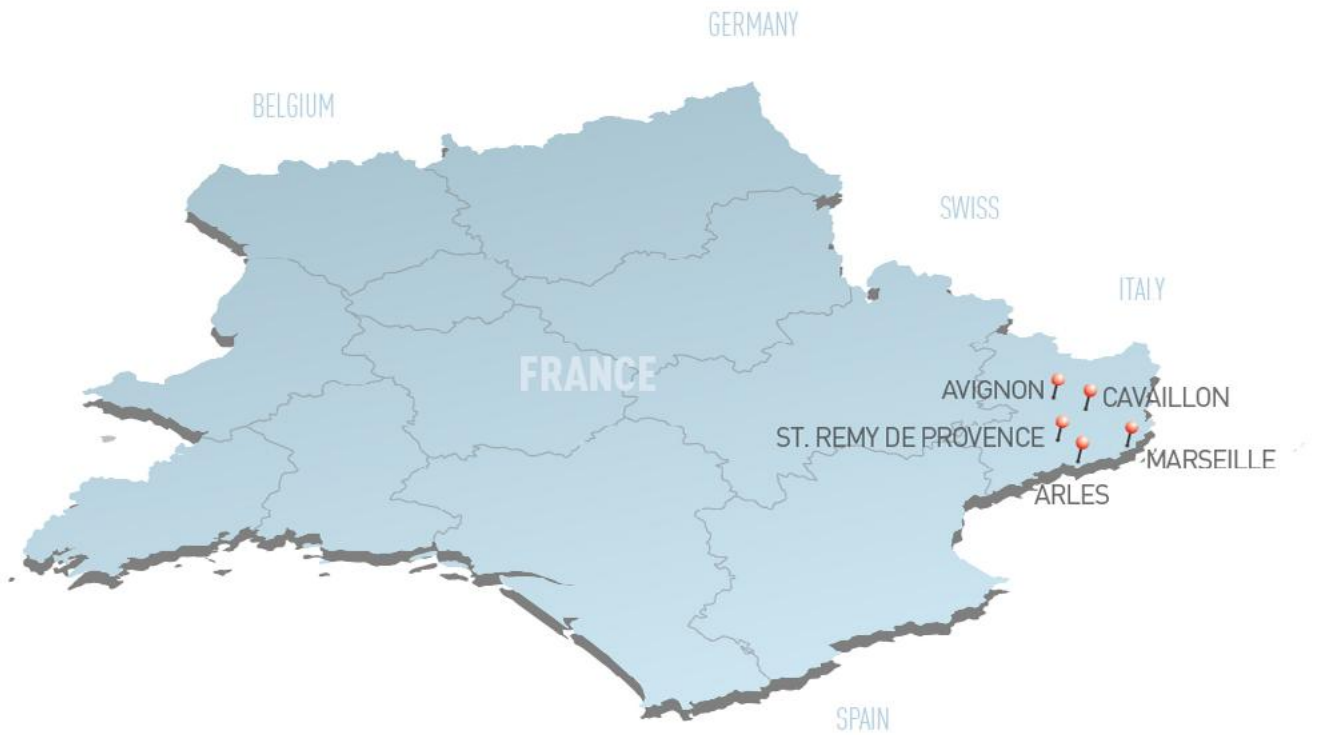 GERMANY
BELGIUM
SWISS
ITALY
FRANCE
AVIGNON
CAVAILLON
ST. REMY DE PROVENCE
MARSEILLE
ARLES
SPAIN